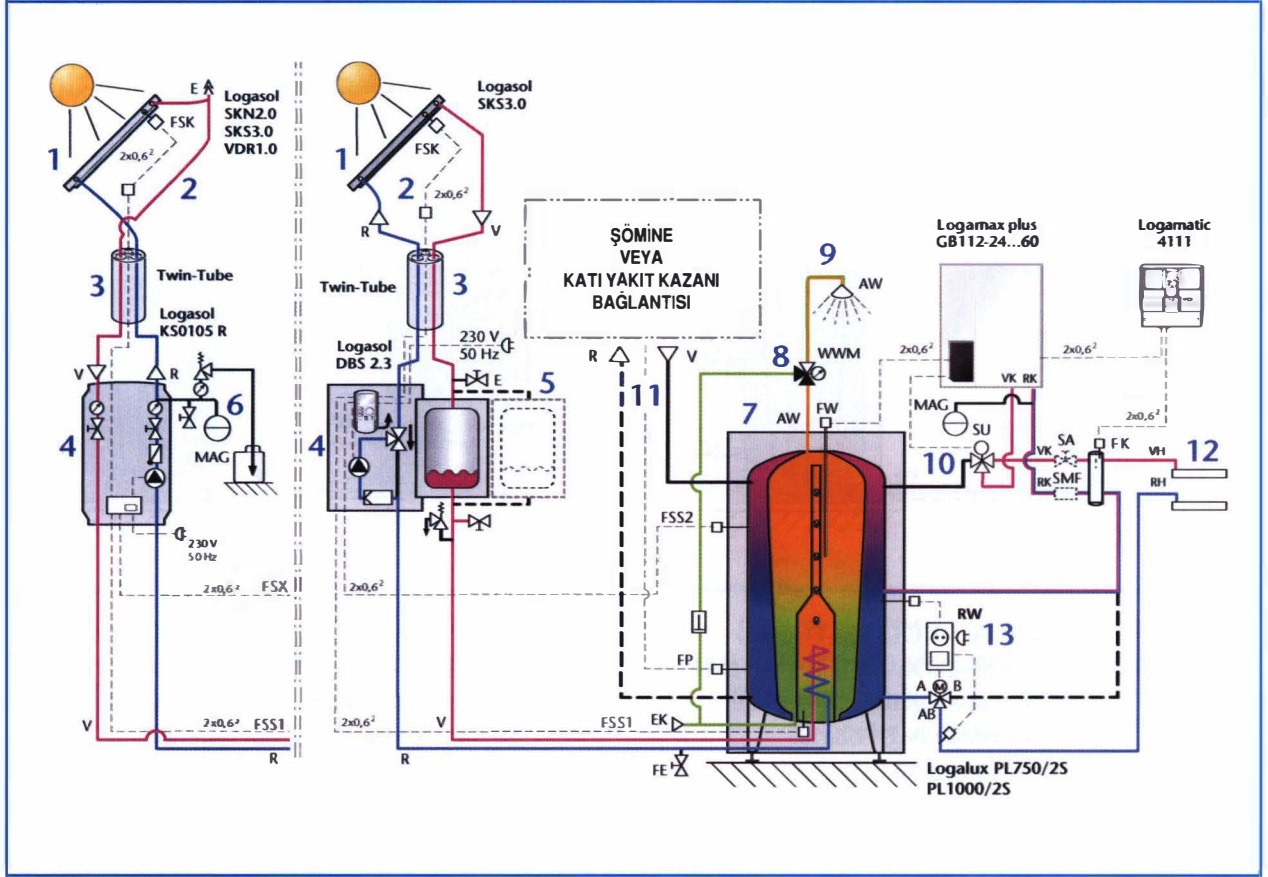 E
Logasol
SKN2.0
SKS3.0
VDR1.0
FSK
1
2x0,6²
2
3
Twin-Tube
Logasol
KS0105 R
V
R
4
6
MAG
230 V
50 Hz
2x0,6²
FSX
V
2x0,6²
FSS1
R
Logasol
SKS3.0
FSK
1
2
2x0,6²
R
V
3
Twin-Tube
Logasol
DBS 2.3
230 V
50 Hz
E
5
4
2x0,6²
2x0,6²
V
R
FSS1
ŞÖMİNE
VEYA
KATI YAKIT KAZANI
BAĞLANTISI
R
V
11
9
AW
8
WWM
AW
FW
7
FSS2
FP
EK
FE
Logamax plus
GB112-24...60
Logamatic
4111
2x0,6²
2x0,6²
2x0,6²
VK
RK
MAG
SU
10
VK
SA
FK
VH
12
RK
SMF
RH
RW
13
A
M
B
AB
Logalux PL750/2S
PL1000/2S